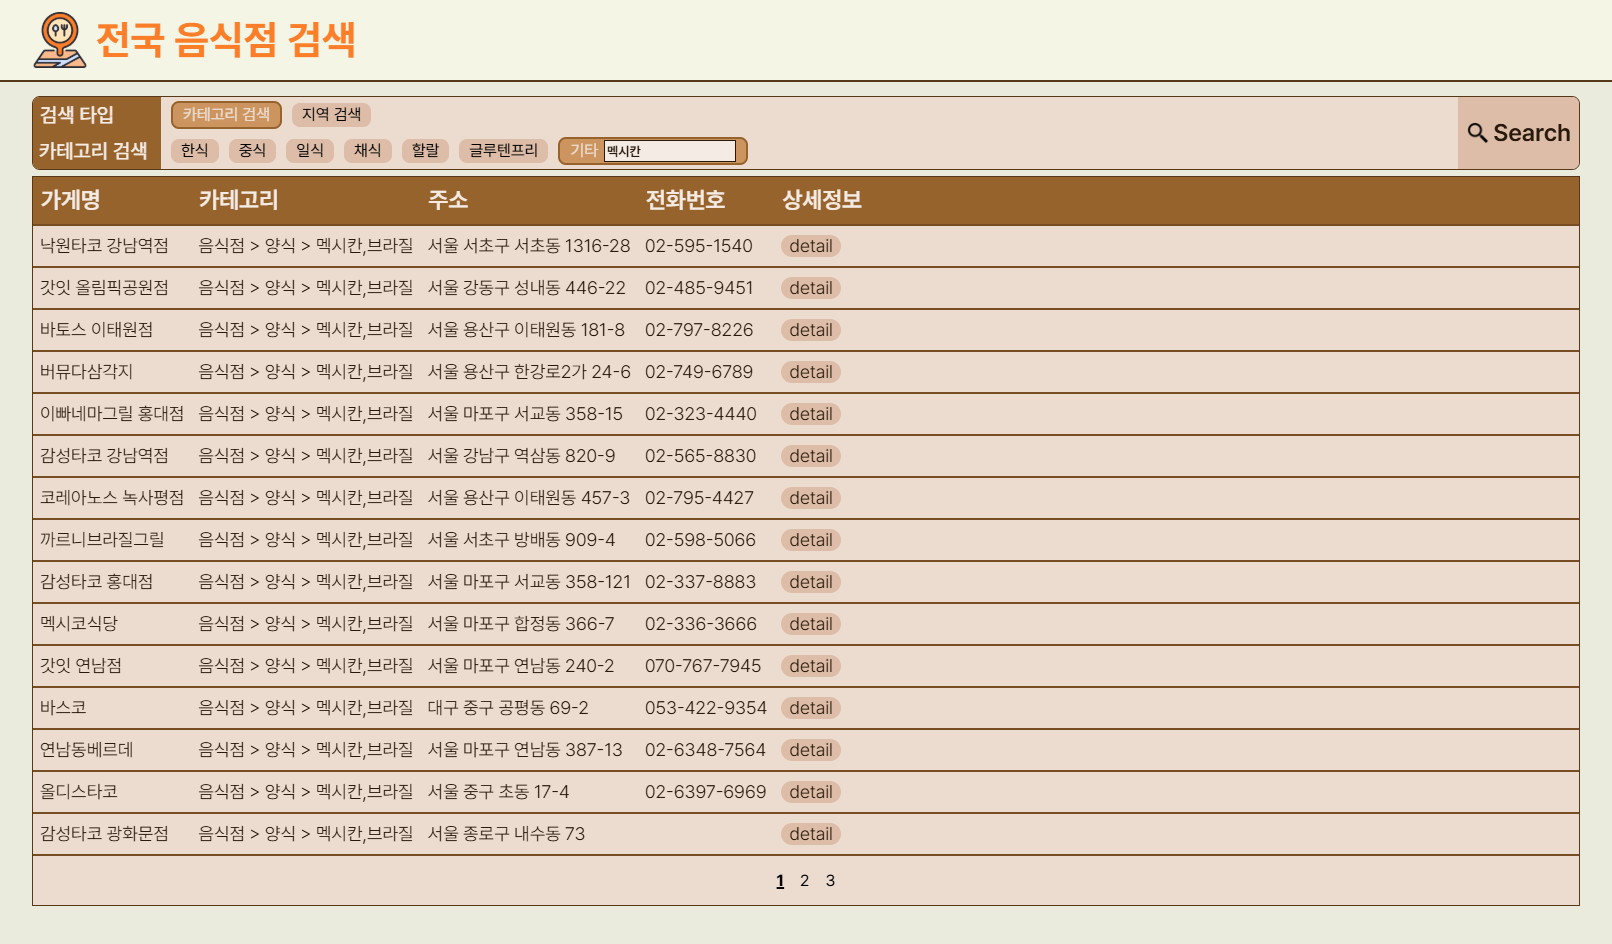 전국 음식점 검색
검색 타입 카테고리 검색 지역 검색
카테고리 검색 한식 중식 일식 채식 할랄 글루텐프리 기타 멕시칸
Search
가게명 카테고리 주소 전화번호 상세정보
낙원타코 강남역점 음식점 > 양식 > 멕시칸,브라질 서울 서초구 서초동 1316-28 02-595-1540 detail
갓잇 올림픽공원점 음식점 > 양식 > 멕시칸,브라질 서울 강동구 성내동 446-22 02-485-9451 detail
바토스 이태원점 음식점 > 양식 > 멕시칸,브라질 서울 용산구 이태원동 181-8 02-797-8226 detail
버뮤다삼각지 음식점 > 양식 > 멕시칸,브라질 서울 용산구 한강로2가 24-6 02-749-6789 detail
이빠네마그릴 홍대점 음식점 > 양식 > 멕시칸,브라질 서울 마포구 서교동 358-15 02-323-4440 detail
감성타코 강남역점 음식점 > 양식 > 멕시칸,브라질 서울 강남구 역삼동 820-9 02-565-8830 detail
코레아노스 녹사평점 음식점 > 양식 > 멕시칸,브라질 서울 용산구 이태원동 457-3 02-795-4427 detail
까르니브라질그릴 음식점 > 양식 > 멕시칸,브라질 서울 서초구 방배동 909-4 02-598-5066 detail
감성타코 홍대점 음식점 > 양식 > 멕시칸,브라질 서울 마포구 서교동 358-121 02-337-8883 detail
멕시코식당 음식점 > 양식 > 멕시칸,브라질 서울 마포구 합정동 366-7 02-336-3666 detail
갓잇 연남점 음식점 > 양식 > 멕시칸,브라질 서울 마포구 연남동 240-2 070-767-7945 detail
바스코 음식점 > 양식 > 멕시칸,브라질 대구 중구 공평동 69-2 053-422-9354 detail
연남동베르데 음식점 > 양식 > 멕시칸,브라질 서울 마포구 연남동 387-13 02-6348-7564 detail
올디스타코 음식점 > 양식 > 멕시칸,브라질 서울 중구 초동 17-4 02-6397-6969 detail
감성타코 광화문점 음식점 > 양식 > 멕시칸,브라질 서울 종로구 내수동 73 detail
1 2 3